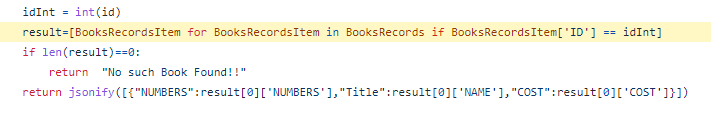 idInt = int(id)
result=[BooksRecordsItem for BooksRecordsItem in BooksRecords if BooksRecordsItem['ID'] == idInt]
if len(result)==0:
    return  "No such Book Found!!"
return jsonify([{"NUMBERS":result[0]['NUMBERS'],"Title":result[0]['NAME'],"COST":result[0]['COST']}])